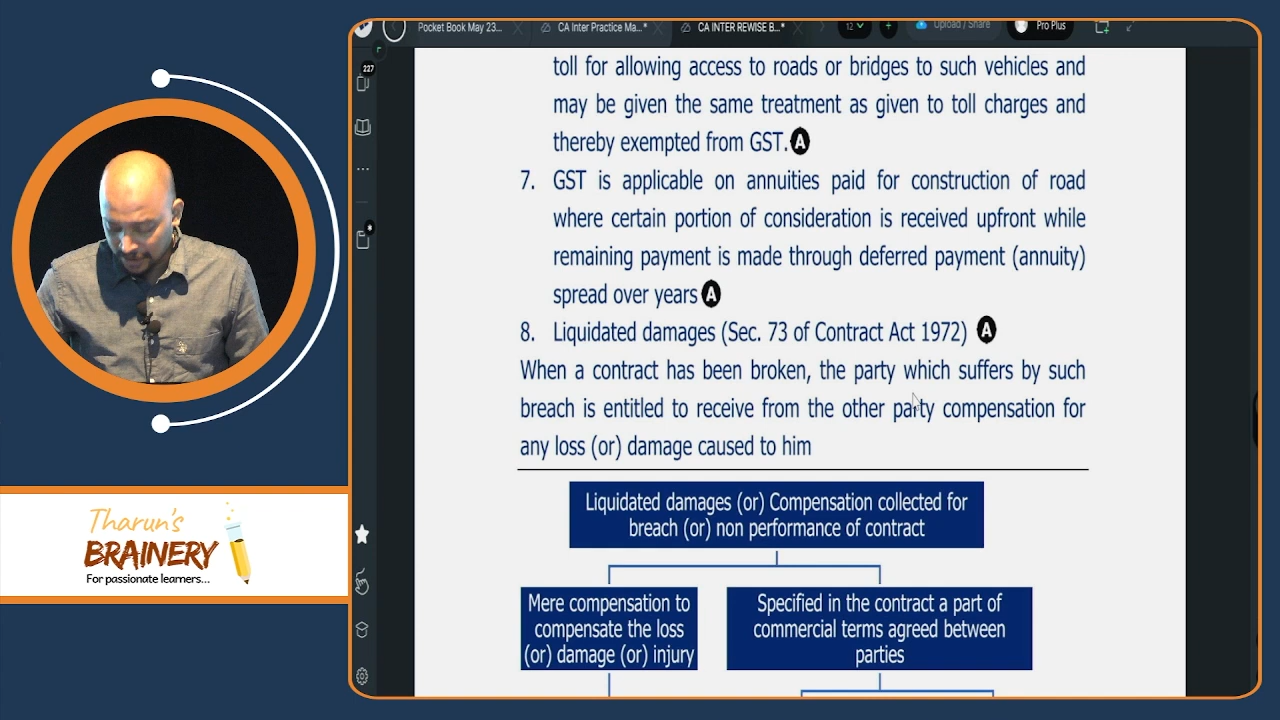 Pocket Book May 23...
CA Inter Practice Ma...*
CA INTER REWISE B...*
12
+
Upload / Share
Pro Plus
227
toll for allowing access to roads or bridges to such vehicles and
may be given the same treatment as given to toll charges and
thereby exempted from GST. A
7. GST is applicable on annuities paid for construction of road
where certain portion of consideration is received upfront while
remaining payment is made through deferred payment (annuity)
spread over years A
8. Liquidated damages (Sec. 73 of Contract Act 1972) A
When a contract has been broken, the party which suffers by such
breach is entitled to receive from the other party compensation for
any loss (or) damage caused to him
Liquidated damages (or) Compensation collected for
breach (or) non performance of contract
Mere compensation to
compensate the loss
(or) damage (or) injury
Specified in the contract a part of
commercial terms agreed between
parties
Tharun's
BRAINERY
For passionate learners...